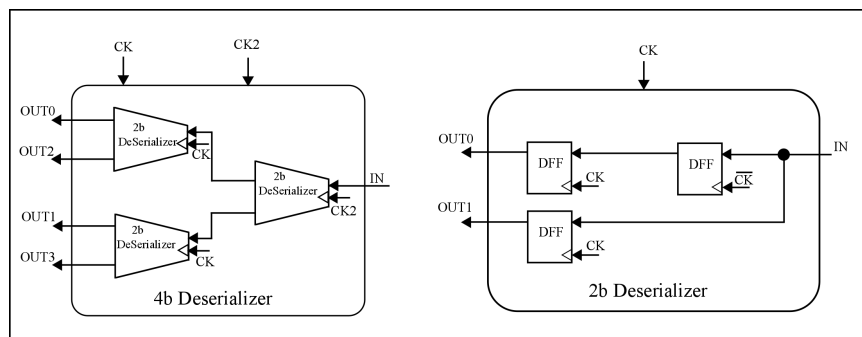 CK
CK2
OUT0
2b
DeSerializer
CK
OUT2
2b
DeSerializer
IN
CK2
OUT1
2b
DeSerializer
CK
OUT3
4b Deserializer
CK
OUT0
DFF
CK
DFF
CK
IN
OUT1
DFF
CK
2b Deserializer